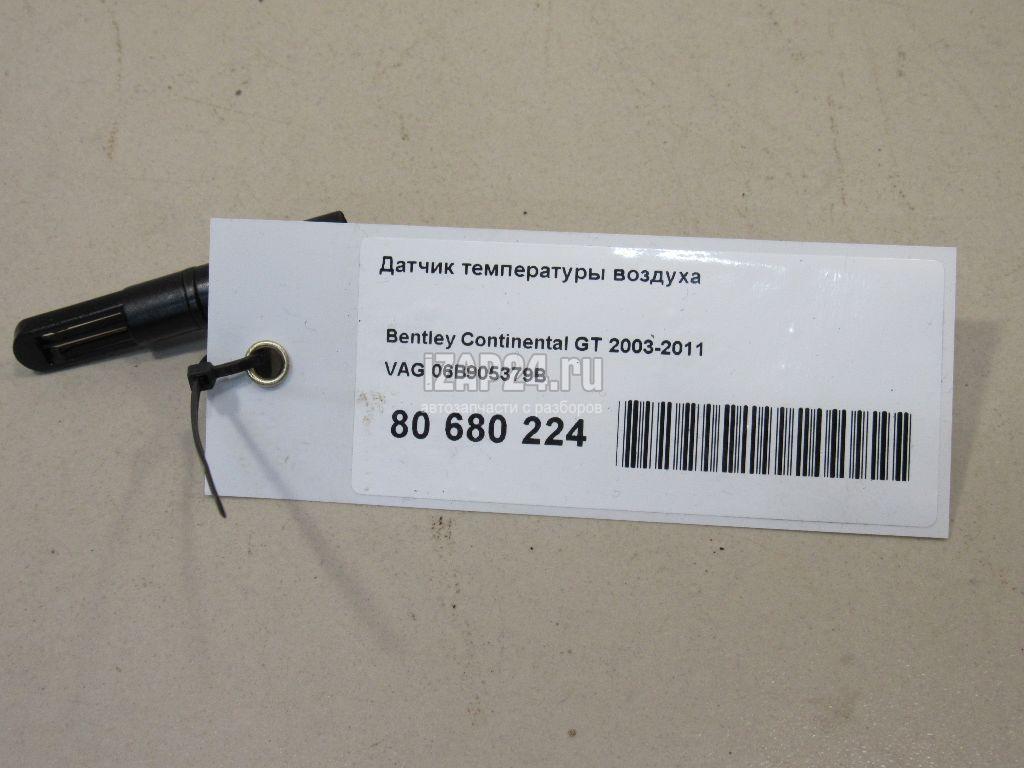 Датчик температуры воздуха
Bentley Continental GT 2003-2011
VAG 06B905379B
iZAP24.ru
автозапчасти с разборов
80 680 224